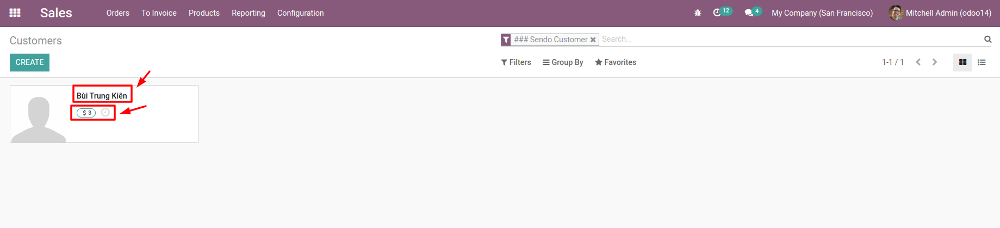 Sales Orders To Invoice Products Reporting Configuration 12 4 My Company (San Francisco) Mitchell Admin (odoo14)
Customers ### Sendo Customer Search...
CREATE Filters Group By Favorites 1-1 / 1
Bùi Trung Kiên
$ 3